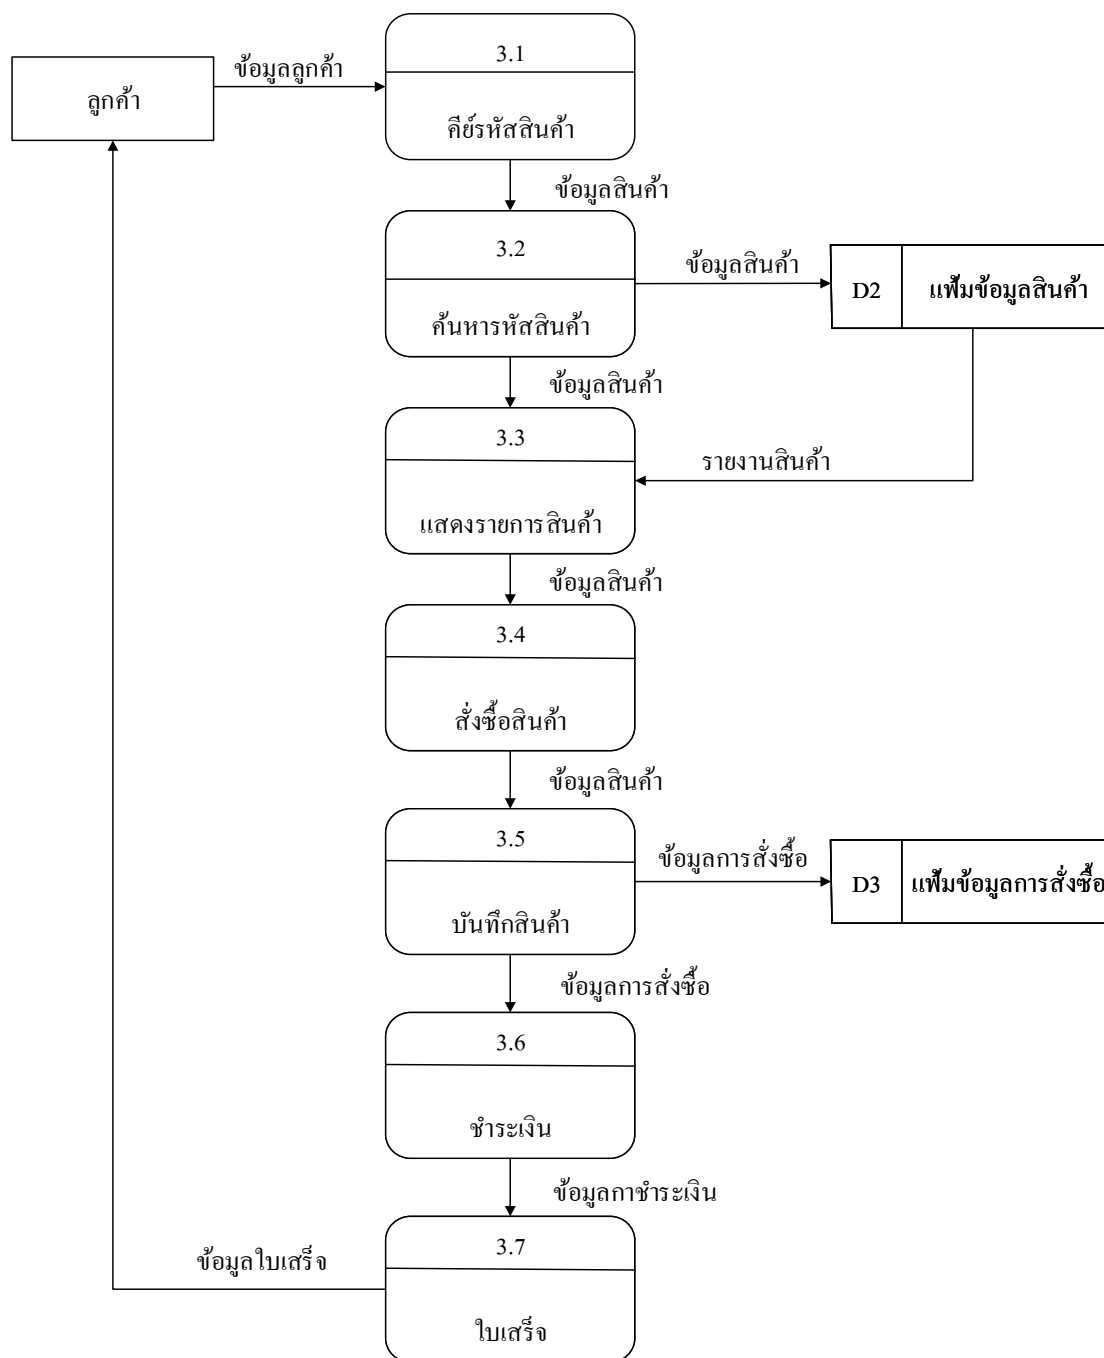 3.1
ข้อมูลลูกค้า
ลูกค้า
คีย์รหัสสินค้า
ข้อมูลสินค้า
3.2
ข้อมูลสินค้า
D2
แฟ้มข้อมูลสินค้า
ค้นหารหัสสินค้า
ข้อมูลสินค้า
3.3
รายงานสินค้า
แสดงรายการสินค้า
ข้อมูลสินค้า
3.4
สั่งซื้อสินค้า
ข้อมูลสินค้า
3.5
ข้อมูลการสั่งซื้อ
D3
แฟ้มข้อมูลการสั่งซื้อ
บันทึกสินค้า
ข้อมูลการสั่งซื้อ
3.6
ชำระเงิน
ข้อมูลกาชำระเงิน
3.7
ข้อมูลใบเสร็จ
ใบเสร็จ